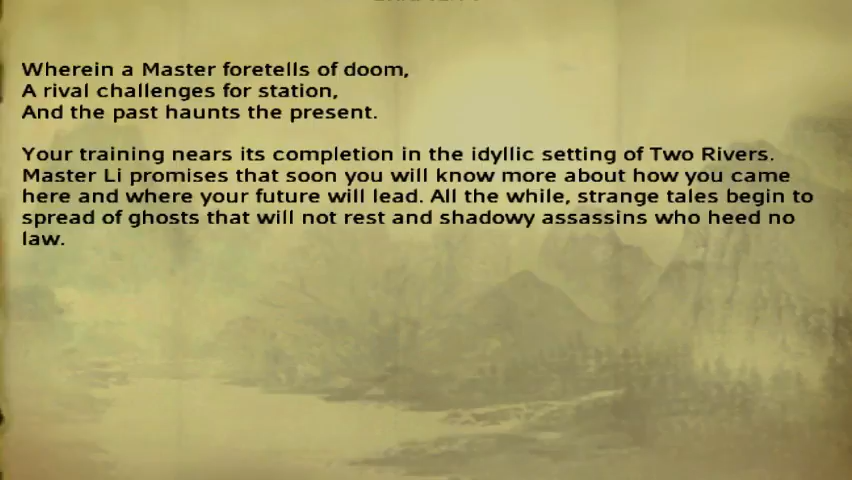 Wherein a Master foretells of doom,
A rival challenges for station,
And the past haunts the present.
Your training nears its completion in the idyllic setting of Two Rivers.
Master Li promises that soon you will know more about how you came
here and where your future will lead. All the while, strange tales begin to
spread of ghosts that will not rest and shadowy assassins who heed no
law.